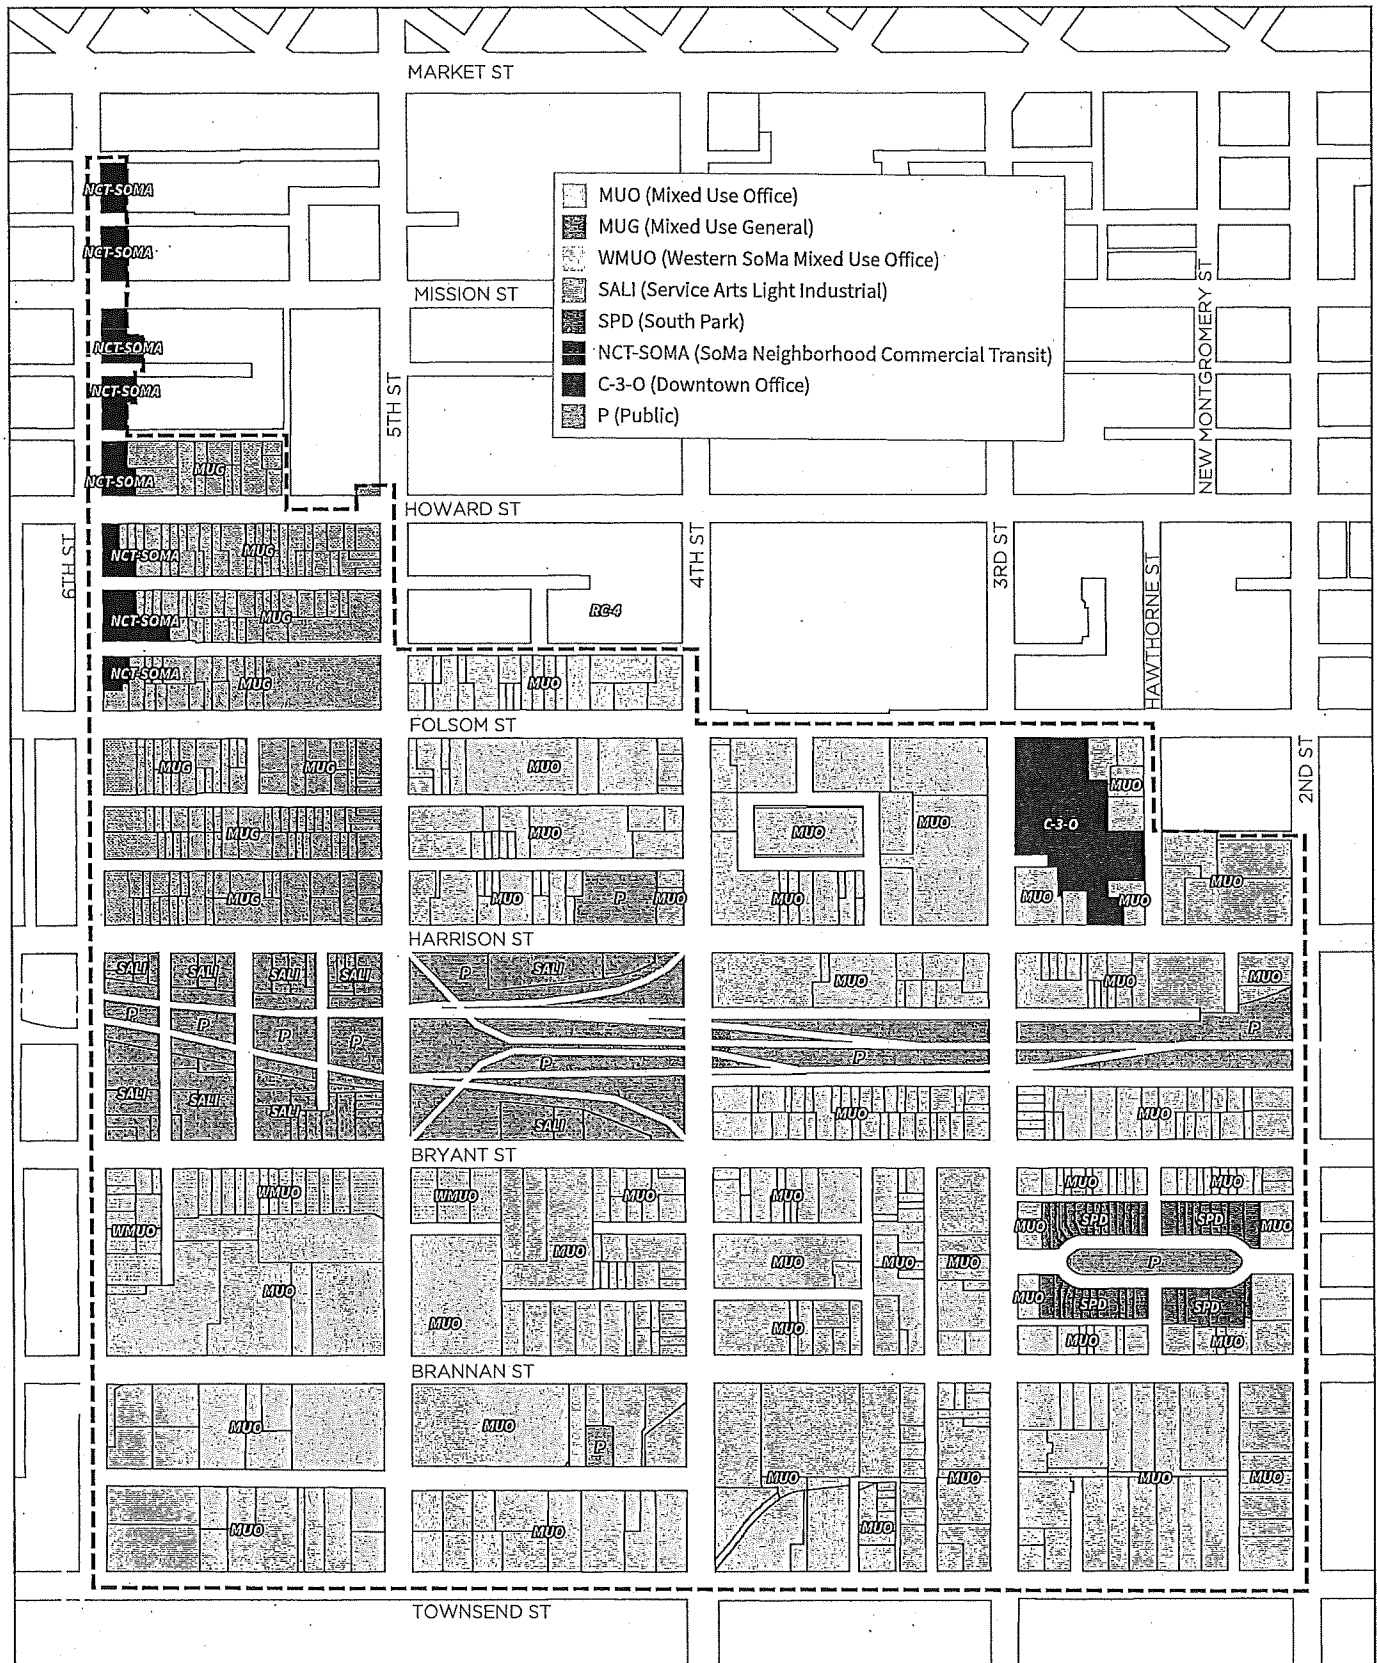 MARKET ST
NCT-SOMA
MUO (Mixed Use Office)
MUG (Mixed Use General)
WMUO (Western SoMa Mixed Use Office)
SALI (Service Arts Light Industrial)
SPD (South Park)
NCT-SOMA (SoMa Neighborhood Commercial Transit)
C-3-O (Downtown Office)
P (Public)
NCT-SOMA
MISSION ST
NEW MONTGROMERY ST
NCT-SOMA
NCT-SOMA
5TH ST
MUG
NCT-SOMA
HOWARD ST
6TH ST
4TH ST
3RD ST
HAWTHORNE ST
NCT-SOMA
MUG
RC-4
NCT-SOMA
MUG
NCT-SOMA
MUG
MUO
FOLSOM ST
2ND ST
MUG
MUG
MUO
MUO
MUG
MUO
MUO
MUO
C-3-O
MUO
MUG
MUO
P
MUO
MUO
MUO
MUO
HARRISON ST
SALI
SALI
SALI
SALI
P
SALI
MUO
MUO
MUO
P
P
P
P
P
P
P
SALI
SALI
SALI
SALI
MUO
MUO
BRYANT ST
WMUO
WMUO
MUO
MUO
MUO
MUO
WMUO
MUO
SPD
SPD
MUO
MUO
MUO
MUO
MUO
MUO
P
MUO
MUO
MUO
MUO
SPD
SPD
MUO
MUO
BRANNAN ST
MUO
MUO
P
MUO
MUO
MUO
MUO
MUO
MUO
MUO
TOWNSEND ST